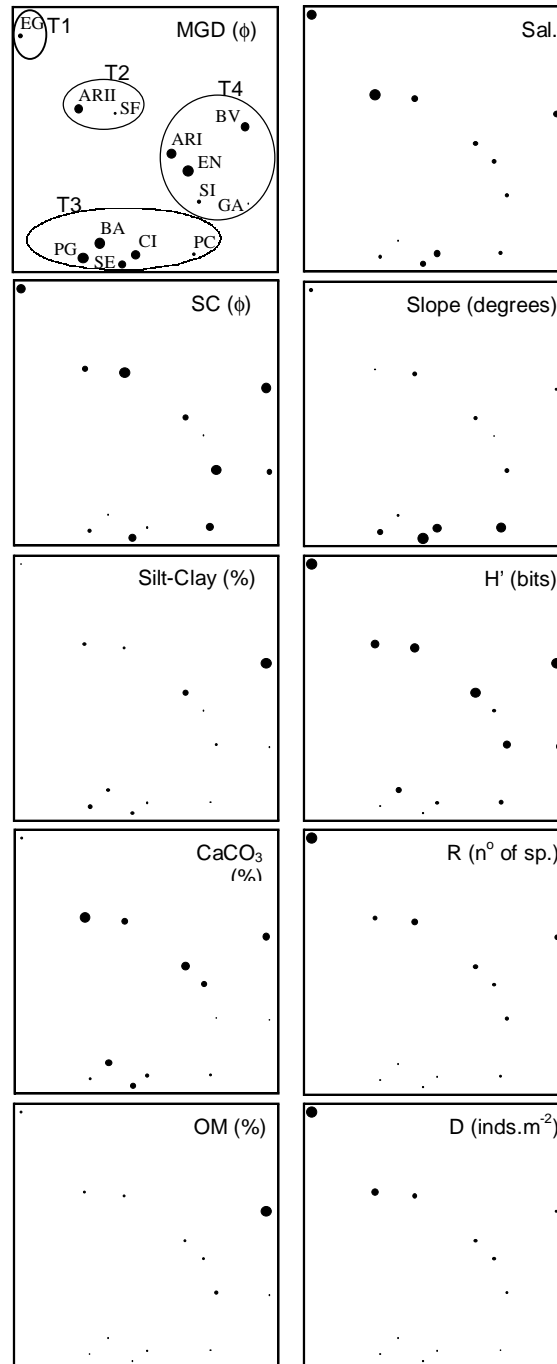 EG T1 MGD (ϕ)
T2
ARII SF
T4
BV
ARI
EN
SI
GA
T3
BA
PG CI PC
SE
Sal.
SC (ϕ)
Slope (degrees)
Silt-Clay (%)
H’ (bits)
CaCO₃
(%)
R (nº of sp.)
OM (%)
D (inds.m⁻²)